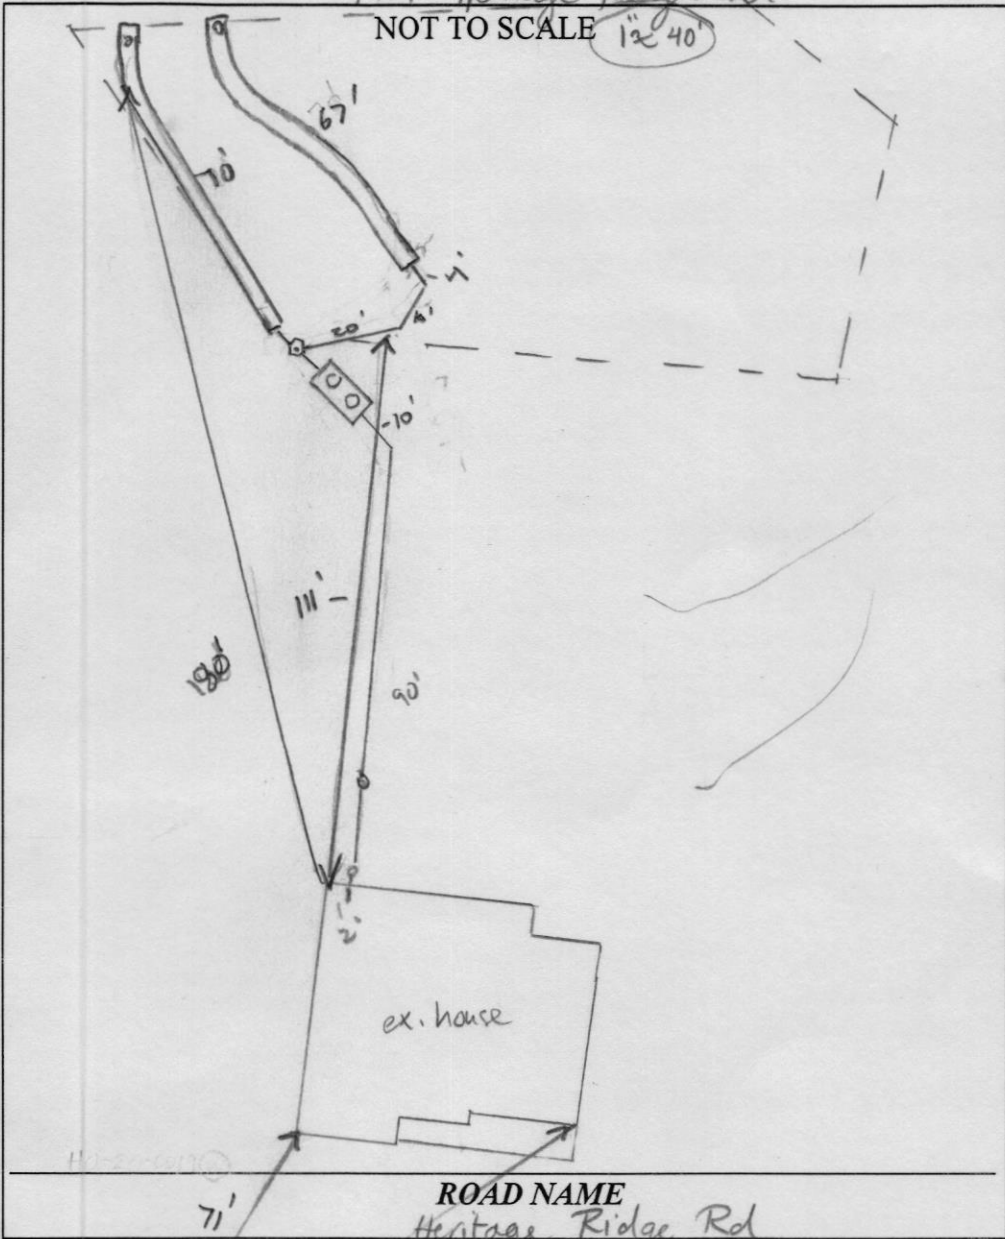 NOT TO SCALE
1" = 40'
67'
70'
4'
4'
20'
-10'
111' -
180'
90'
2'
ex. house
ROAD NAME
71'
Heritage Ridge Rd